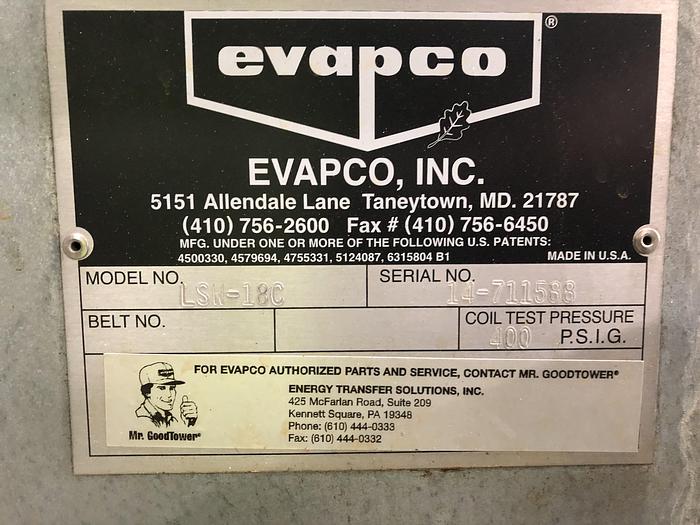 evapco ®
EVAPCO, INC.
5151 Allendale Lane Taneytown, MD. 21787
(410) 756-2600 Fax # (410) 756-6450
MFG. UNDER ONE OR MORE OF THE FOLLOWING U.S. PATENTS:
4500330, 4579694, 4755331, 5124087, 6315804 B1 MADE IN U.S.A.
MODEL NO. LSW-18C SERIAL NO. 14-711588
BELT NO. COIL TEST PRESSURE
400 P.S.I.G.
FOR EVAPCO AUTHORIZED PARTS AND SERVICE, CONTACT MR. GOODTOWER®
ENERGY TRANSFER SOLUTIONS, INC.
425 McFarlan Road, Suite 209
Kennett Square, PA 19348
Phone: (610) 444-0333
Fax: (610) 444-0332
Mr. GoodTower®